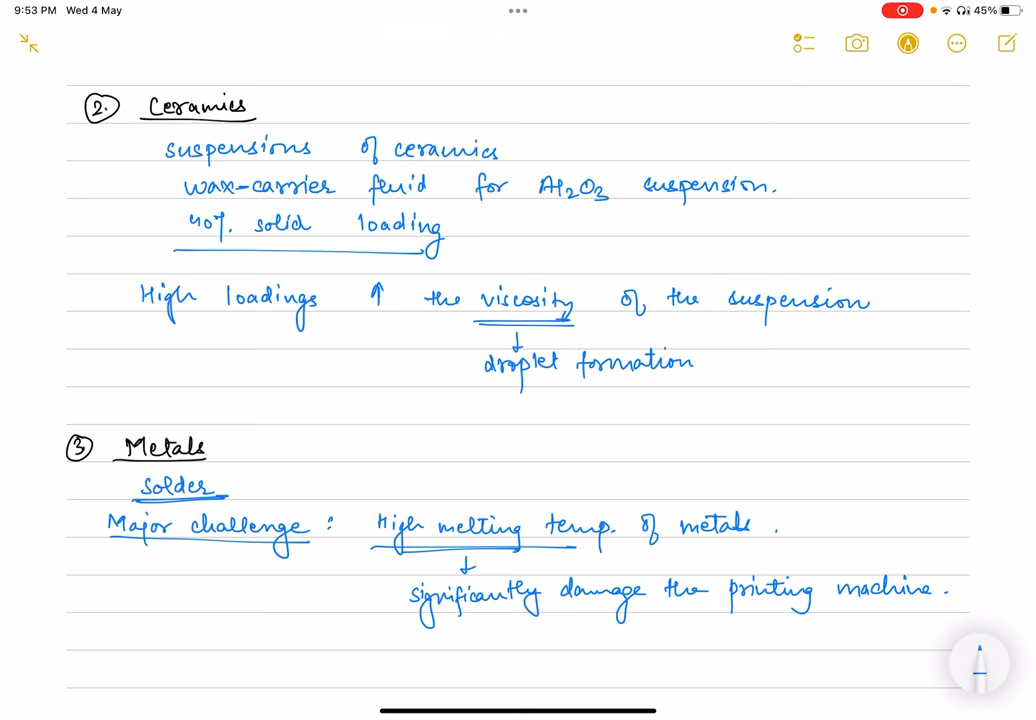 9:53 PM Wed 4 May
45%
2. Ceramics
suspensions of ceramics
wax-carrier fluid for Al2O3 suspension.
40% solid loading
High loadings ↑ the viscosity of the suspension
↓
droplet formation
3 Metals
Solder
Major challenge : High melting temp. of metals.
↓
significantly damage the printing machine.